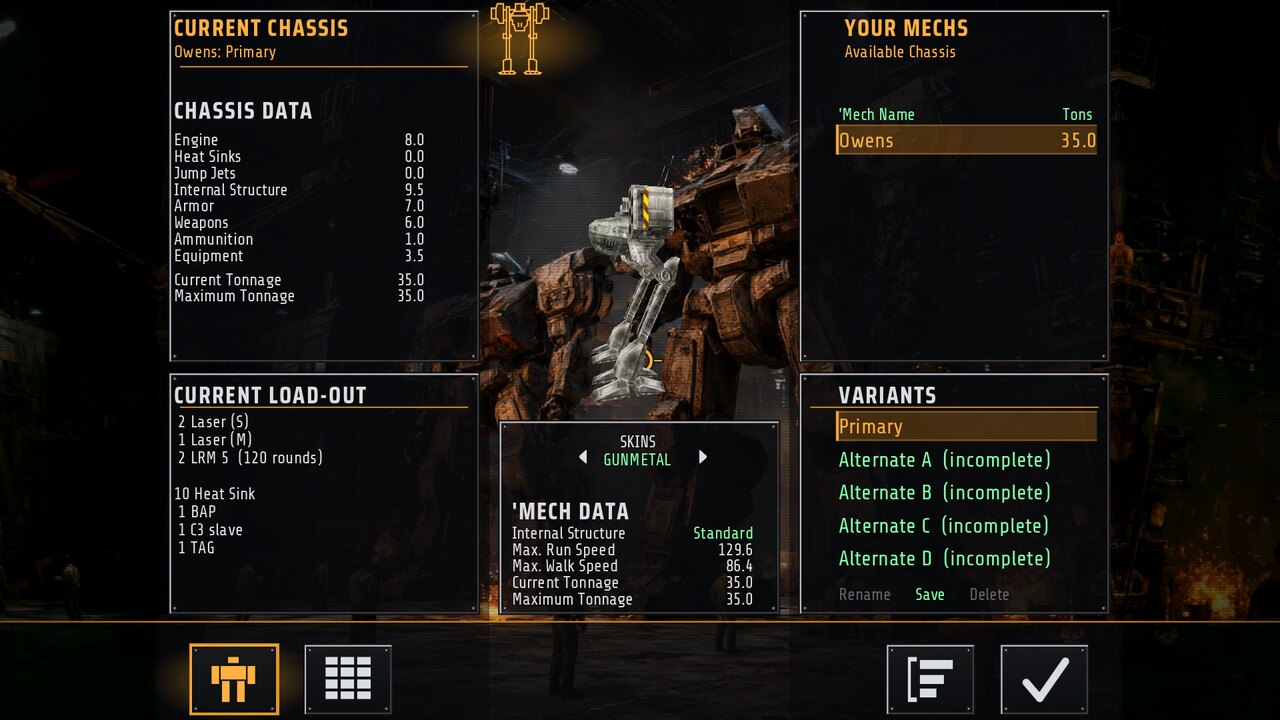 CURRENT CHASSIS
Owens: Primary
CHASSIS DATA
Engine 8.0
Heat Sinks 0.0
Jump Jets 0.0
Internal Structure 9.5
Armor 7.0
Weapons 6.0
Ammunition 1.0
Equipment 3.5
Current Tonnage 35.0
Maximum Tonnage 35.0
CURRENT LOAD-OUT
2 Laser (S)
1 Laser (M)
2 LRM 5 (120 rounds)
10 Heat Sink
1 BAP
1 C3 slave
1 TAG
SKINS
GUNMETAL
'MECH DATA
Internal Structure Standard
Max. Run Speed 129.6
Max. Walk Speed 86.4
Current Tonnage 35.0
Maximum Tonnage 35.0
YOUR MECHS
Available Chassis
'Mech Name Tons
Owens 35.0
VARIANTS
Primary
Alternate A (incomplete)
Alternate B (incomplete)
Alternate C (incomplete)
Alternate D (incomplete)
Rename Save Delete